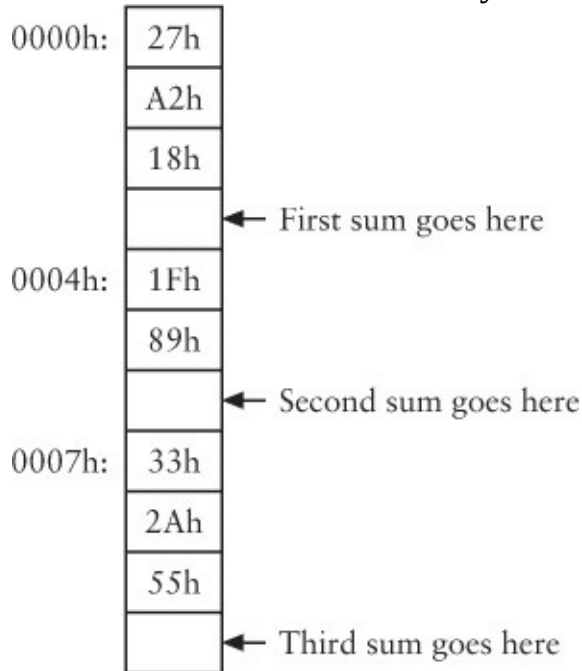 0000h: 27h
A2h
18h
First sum goes here
0004h: 1Fh
89h
Second sum goes here
0007h: 33h
2Ah
55h
Third sum goes here